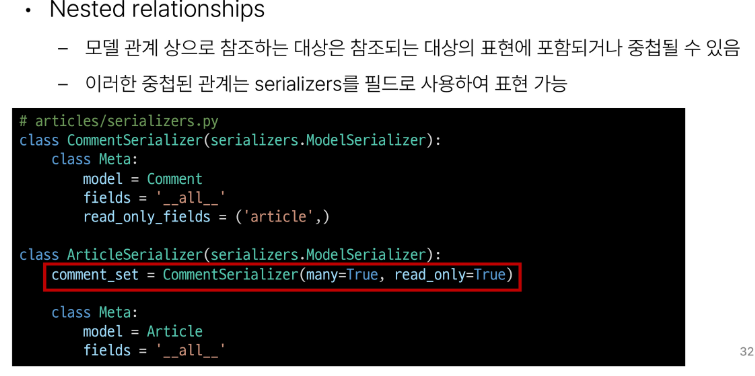 • Nested relationships
– 모델 관계 상으로 참조하는 대상은 참조되는 대상의 표현에 포함되거나 중첩될 수 있음
– 이러한 중첩된 관계는 serializers를 필드로 사용하여 표현 가능
# articles/serializers.py
class CommentSerializer(serializers.ModelSerializer):
    class Meta:
        model = Comment
        fields = '__all__'
        read_only_fields = ('article',)
class ArticleSerializer(serializers.ModelSerializer):
    comment_set = CommentSerializer(many=True, read_only=True)
    class Meta:
        model = Article
        fields = '__all__'
32